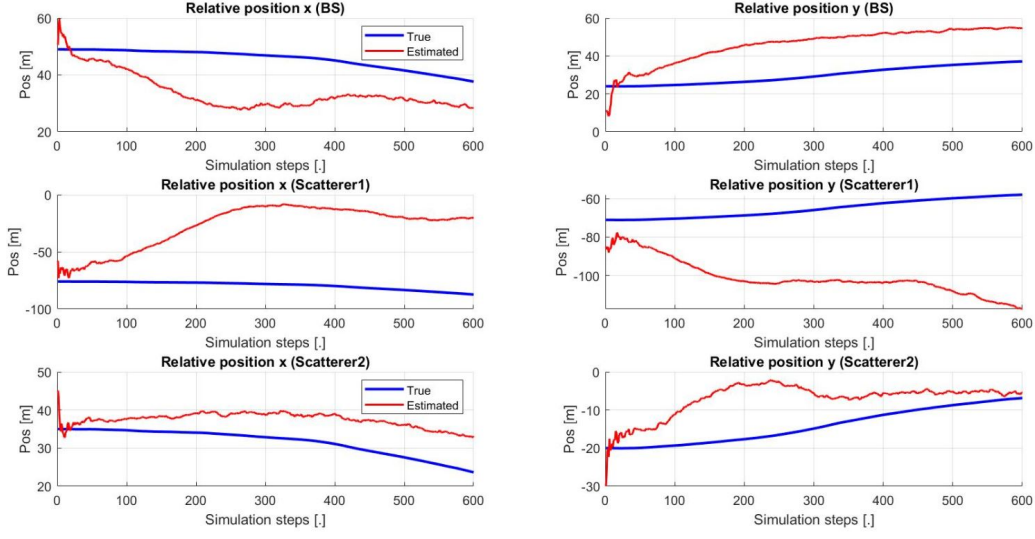 Relative position x (BS)
60
40
20
Pos [m]
True
Estimated
0 100 200 300 400 500 600
Simulation steps [.]
Relative position y (BS)
60
40
20
0
Pos [m]
0 100 200 300 400 500 600
Simulation steps [.]
Relative position x (Scatterer1)
0
-50
-100
Pos [m]
0 100 200 300 400 500 600
Simulation steps [.]
Relative position y (Scatterer1)
-60
-80
-100
Pos [m]
0 100 200 300 400 500 600
Simulation steps [.]
Relative position x (Scatterer2)
50
40
30
20
Pos [m]
True
Estimated
0 100 200 300 400 500 600
Simulation steps [.]
Relative position y (Scatterer2)
0
-10
-20
-30
Pos [m]
0 100 200 300 400 500 600
Simulation steps [.]